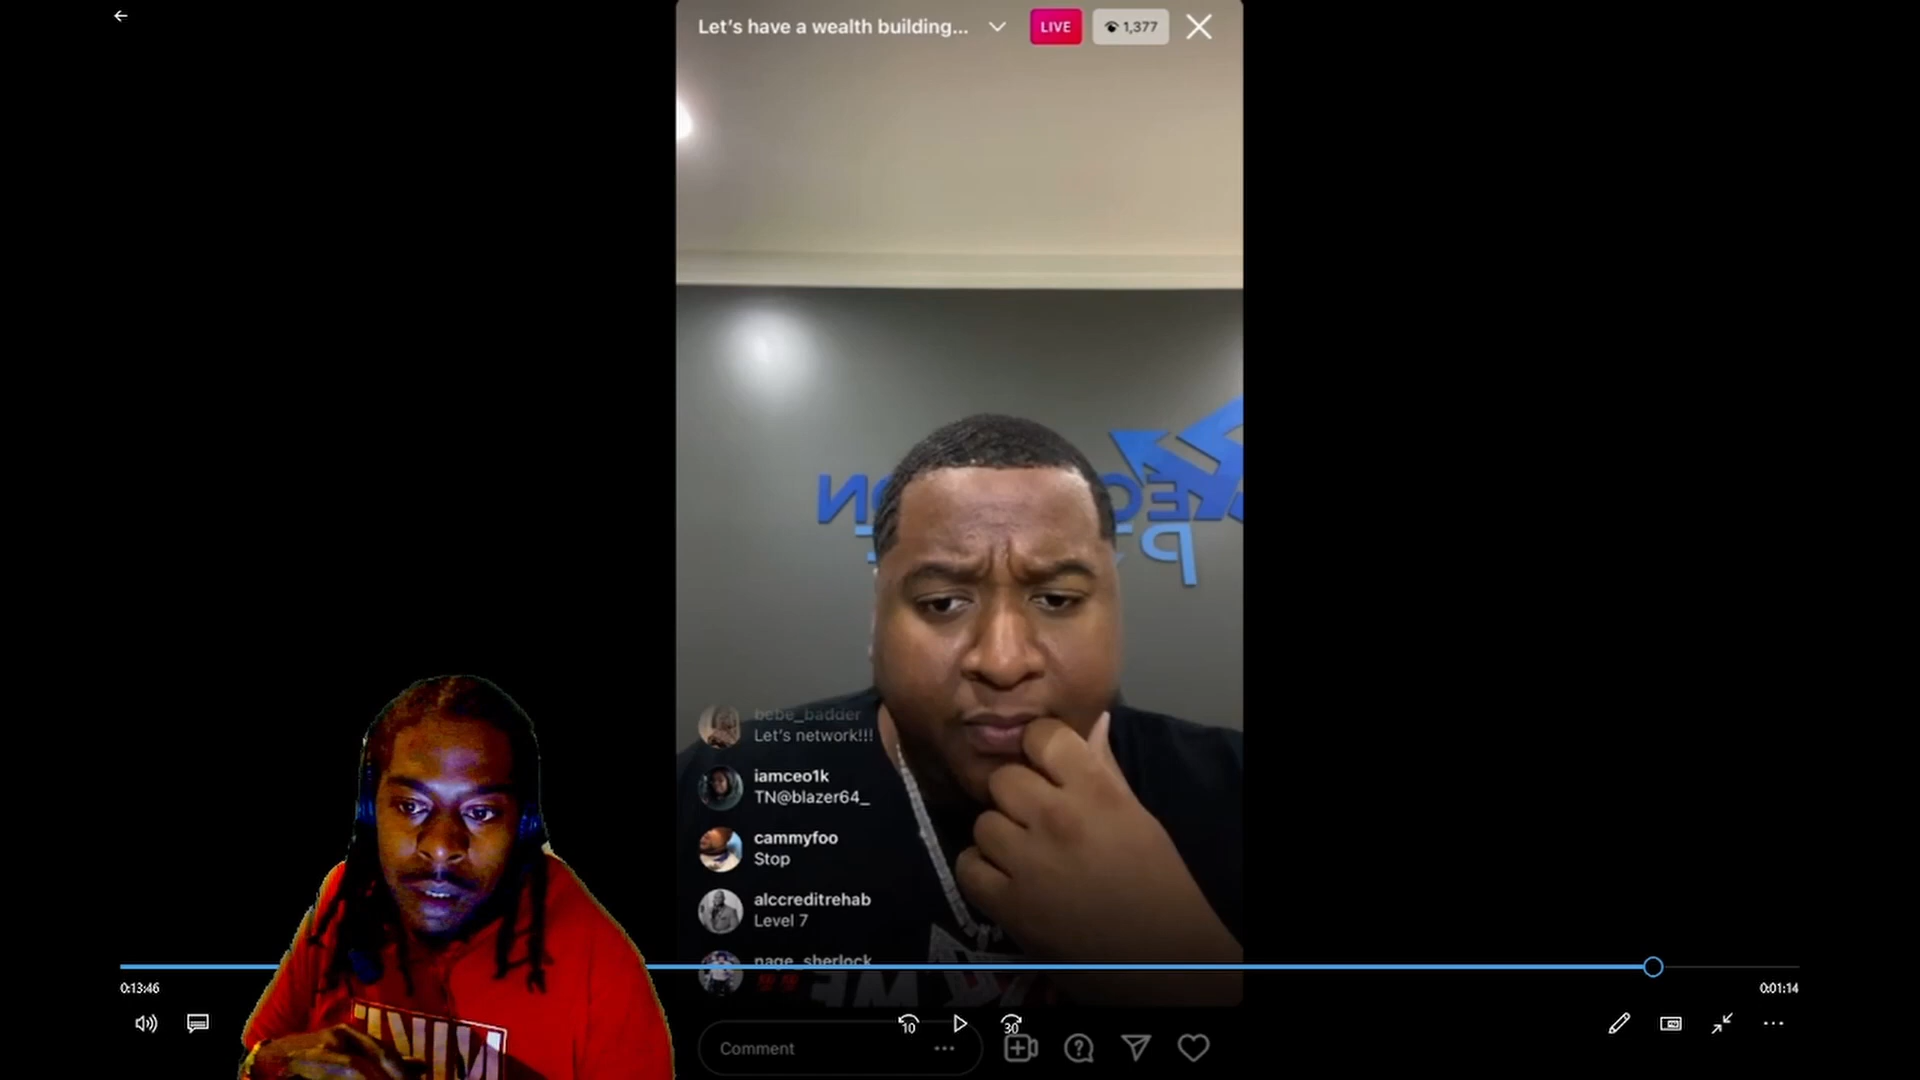 Let's have a wealth building...
LIVE
1,377
bebe_badder
Let's network!!!
iamceo1k
TN@blazer64_
cammyfoo
Stop
alccreditrehab
Level 7
nage_sherlock
0:13:46
0:01:14
10
30
Comment